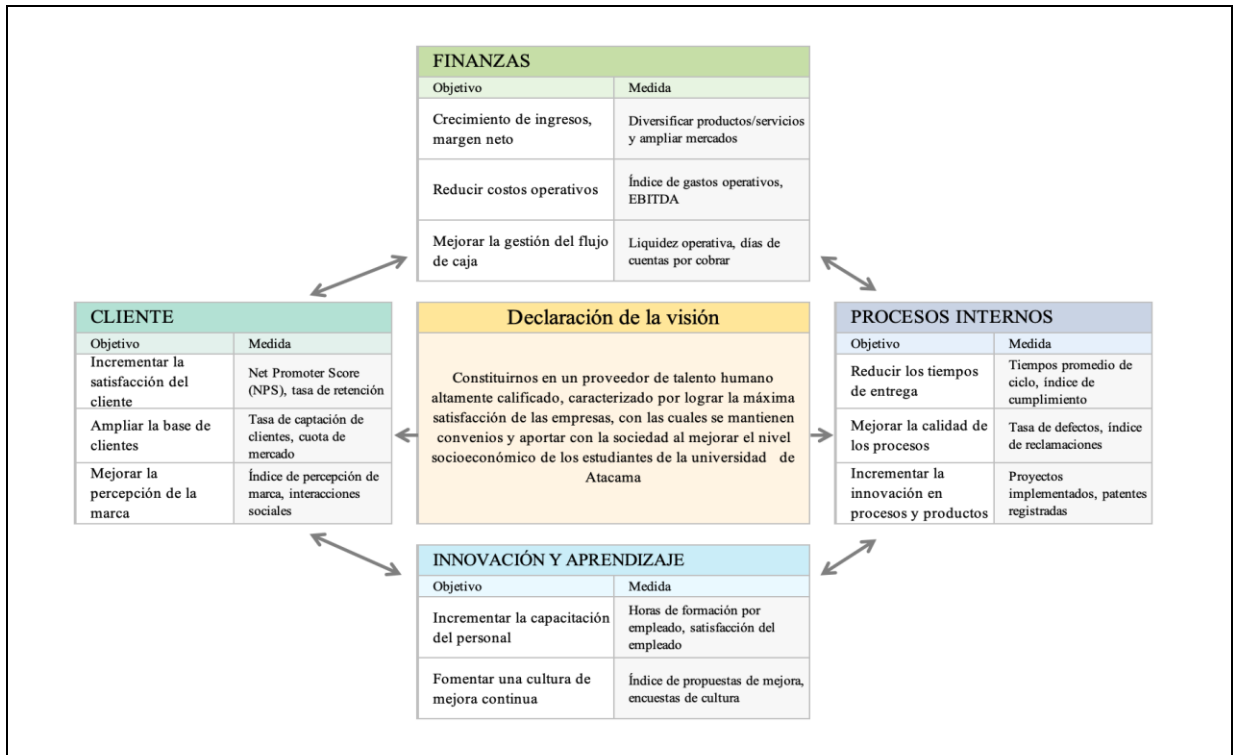 FINANZAS
Objetivo
Medida
Crecimiento de ingresos,
margen neto
Diversificar productos/servicios
y ampliar mercados
Reducir costos operativos
Índice de gastos operativos,
EBITDA
Mejorar la gestión del flujo
de caja
Liquidez operativa, días de
cuentas por cobrar
CLIENTE
Objetivo
Medida
Incrementar la
satisfacción del
cliente
Net Promoter Score
(NPS), tasa de retención
Ampliar la base de
clientes
Tasa de captación de
clientes, cuota de
mercado
Mejorar la
percepción de la
marca
Índice de percepción de
marca, interacciones
sociales
Declaración de la visión
Constituirnos en un proveedor de talento humano
altamente calificado, caracterizado por lograr la máxima
satisfacción de las empresas, con las cuales se mantienen
convenios y aportar con la sociedad al mejorar el nivel
socioeconómico de los estudiantes de la universidad de
Atacama
PROCESOS INTERNOS
Objetivo
Medida
Reducir los tiempos
de entrega
Tiempos promedio de
ciclo, índice de
cumplimiento
Mejorar la calidad de
los procesos
Tasa de defectos, índice
de reclamaciones
Incrementar la
innovación en
procesos y productos
Proyectos
implementados, patentes
registradas
INNOVACIÓN Y APRENDIZAJE
Objetivo
Medida
Incrementar la capacitación
del personal
Horas de formación por
empleado, satisfacción del
empleado
Fomentar una cultura de
mejora continua
Índice de propuestas de mejora,
encuestas de cultura